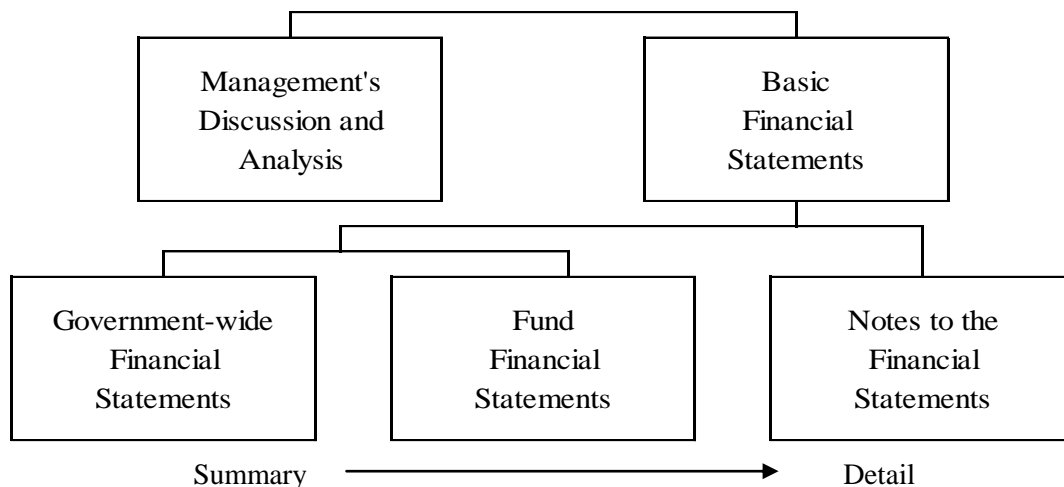 Management's
Discussion and
Analysis
Basic
Financial
Statements
Government-wide
Financial
Statements
Fund
Financial
Statements
Notes to the
Financial
Statements
Summary
Detail